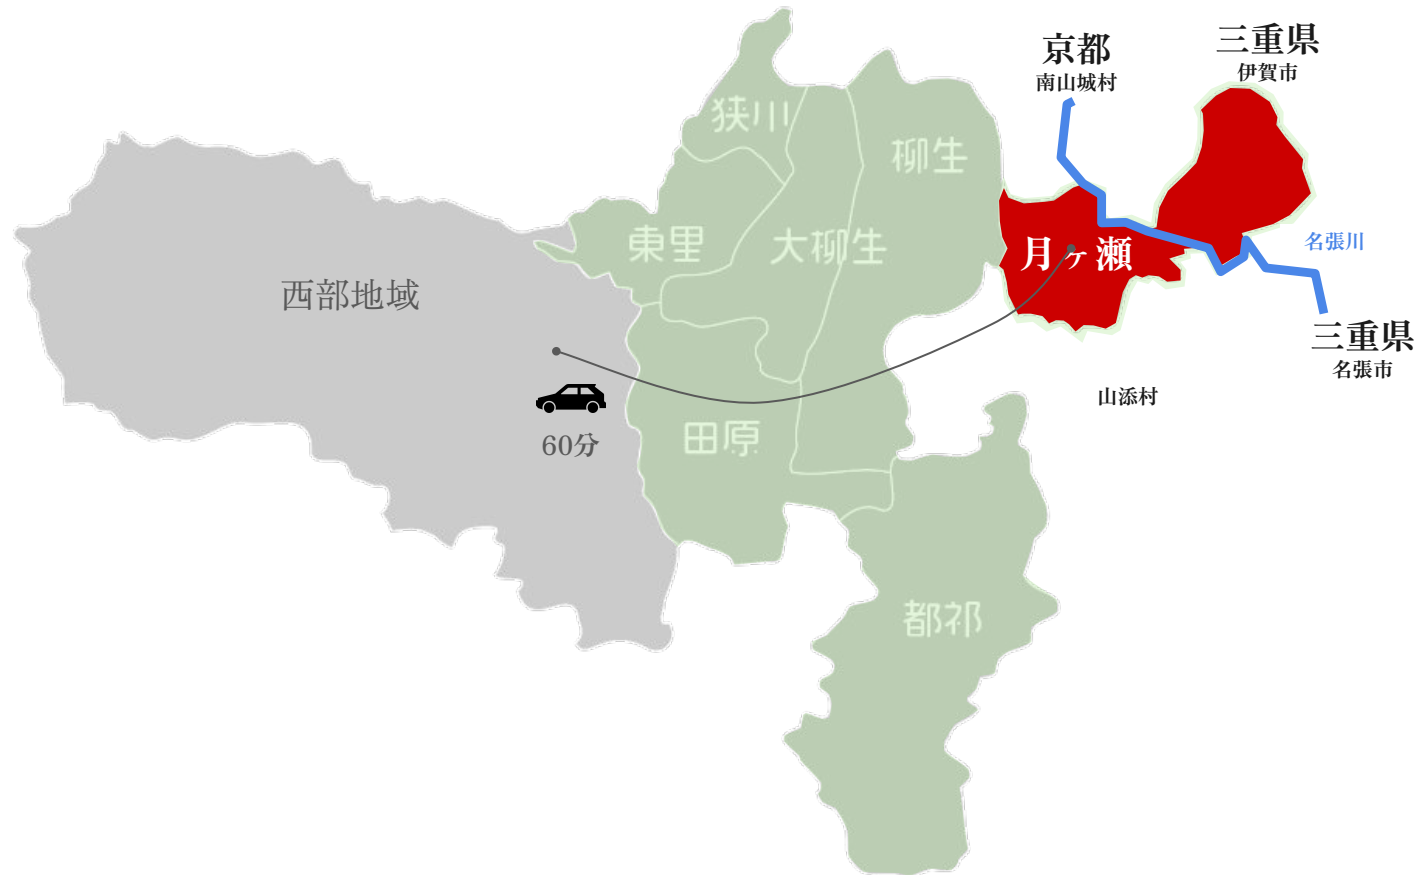 京都
南山城村
三重県
伊賀市
狭川
柳生
東里
大柳生
月ヶ瀬
名張川
西部地域
三重県
名張市
山添村
60分
田原
都祁